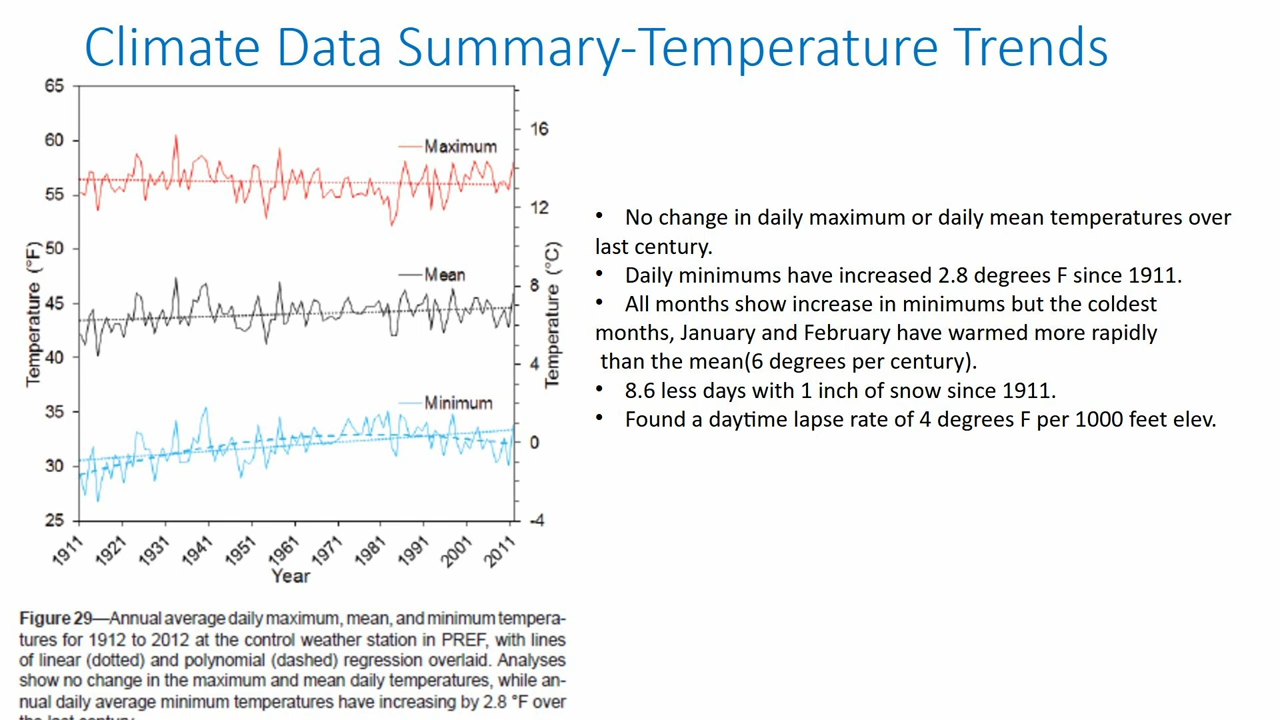 Climate Data Summary-Temperature Trends
65
60
55
50
45
40
35
30
25
Temperature (°F)
Maximum
Mean
Minimum
16
12
8
4
0
-4
Temperature (°C)
1911
1921
1931
1941
1951
1961
1971
1981
1991
2001
2011
Year
Figure 29—Annual average daily maximum, mean, and minimum tempera-
tures for 1912 to 2012 at the control weather station in PREF, with lines
of linear (dotted) and polynomial (dashed) regression overlaid. Analyses
show no change in the maximum and mean daily temperatures, while an-
nual daily average minimum temperatures have increasing by 2.8 °F over
the last century.
• No change in daily maximum or daily mean temperatures over
last century.
• Daily minimums have increased 2.8 degrees F since 1911.
• All months show increase in minimums but the coldest
months, January and February have warmed more rapidly
than the mean(6 degrees per century).
• 8.6 less days with 1 inch of snow since 1911.
• Found a daytime lapse rate of 4 degrees F per 1000 feet elev.